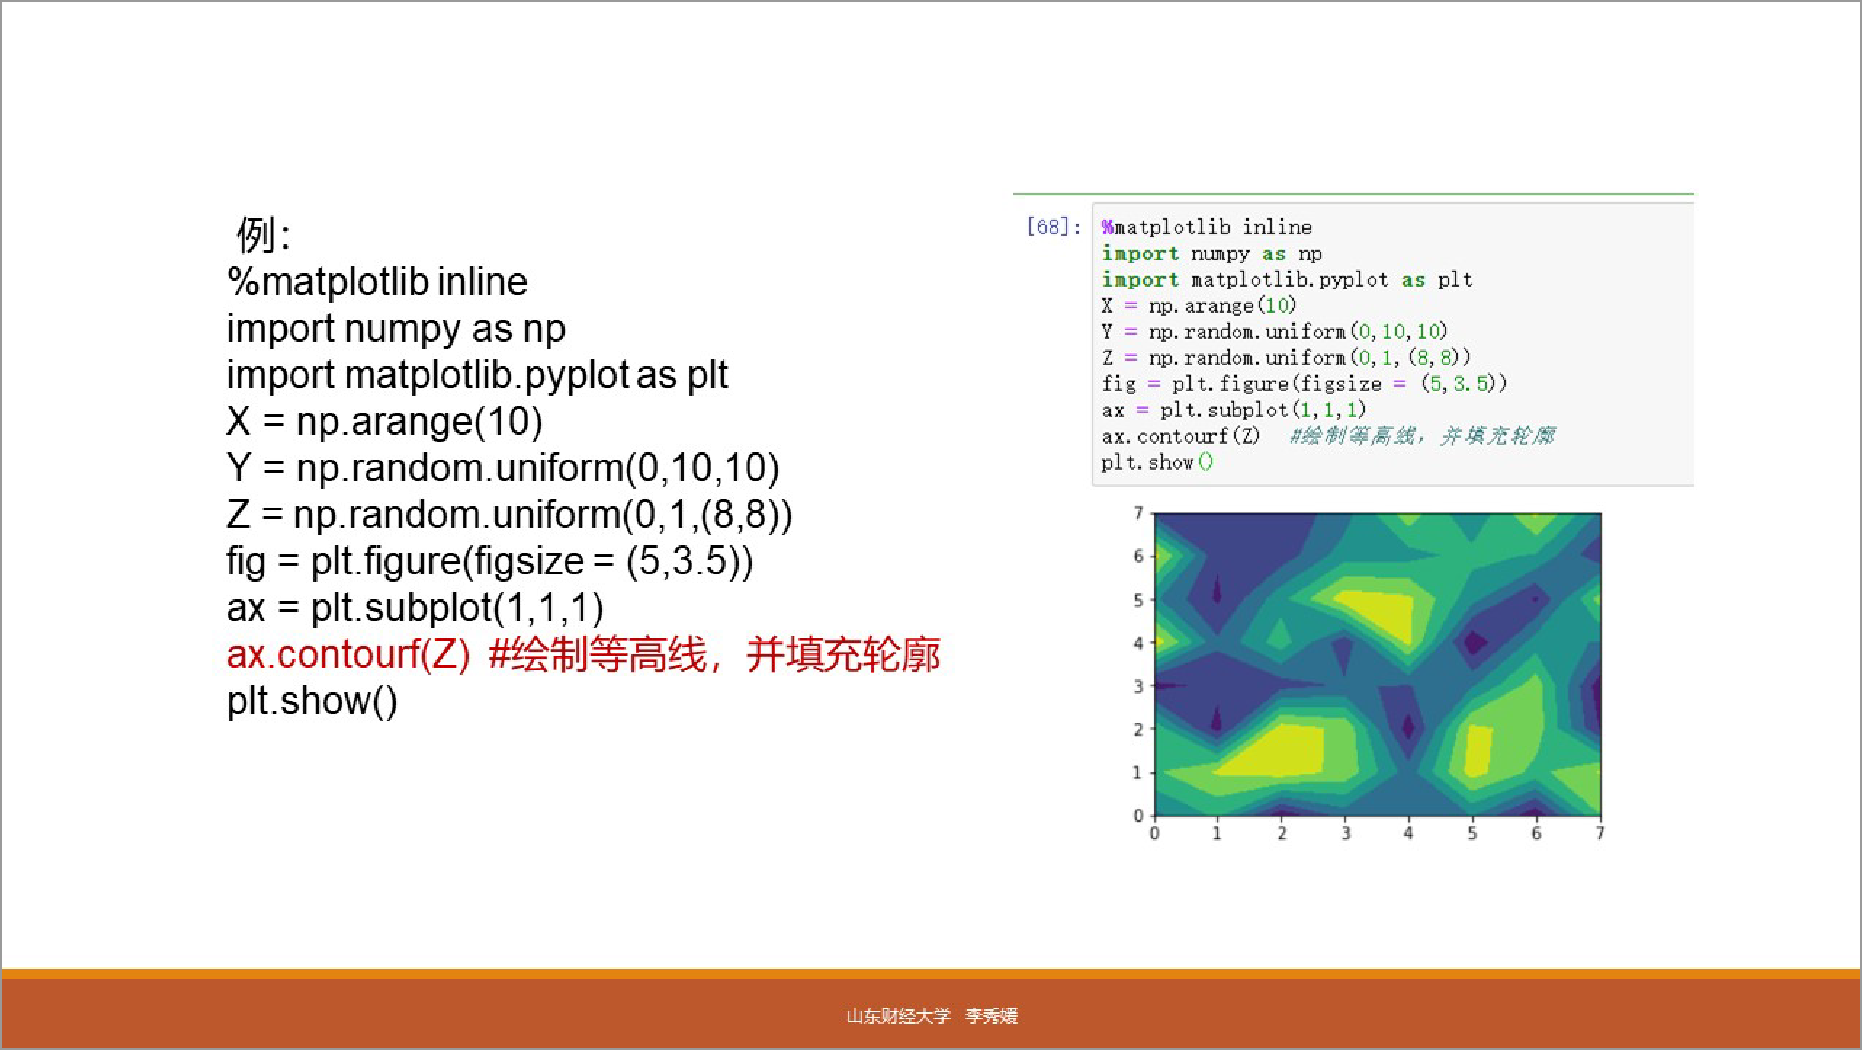 例：
%matplotlib inline
import numpy as np
import matplotlib.pyplot as plt
X = np.arange(10)
Y = np.random.uniform(0,10,10)
Z = np.random.uniform(0,1,(8,8))
fig = plt.figure(figsize = (5,3.5))
ax = plt.subplot(1,1,1)
ax.contourf(Z) #绘制等高线，并填充轮廓
plt.show()
[68]: %matplotlib inline
import numpy as np
import matplotlib.pyplot as plt
X = np.arange(10)
Y = np.random.uniform(0,10,10)
Z = np.random.uniform(0,1,(8,8))
fig = plt.figure(figsize = (5,3.5))
ax = plt.subplot(1,1,1)
ax.contourf(Z) #绘制等高线，并填充轮廓
plt.show()
7
6
5
4
3
2
1
0
0 1 2 3 4 5 6 7
山东财经大学 李秀媛